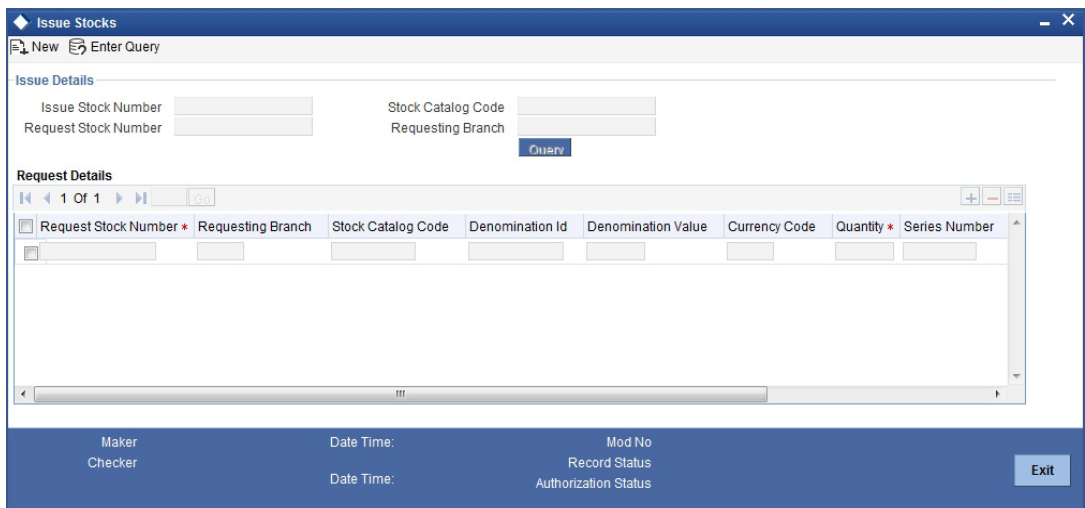 Issue Stocks
New Enter Query
Issue Details
Issue Stock Number Stock Catalog Code
Request Stock Number Requesting Branch
Query
Request Details
1 Of 1 Go
Request Stock Number * Requesting Branch Stock Catalog Code Denomination Id Denomination Value Currency Code Quantity * Series Number
Maker Date Time: Mod No
Checker Record Status
Date Time: Authorization Status
Exit